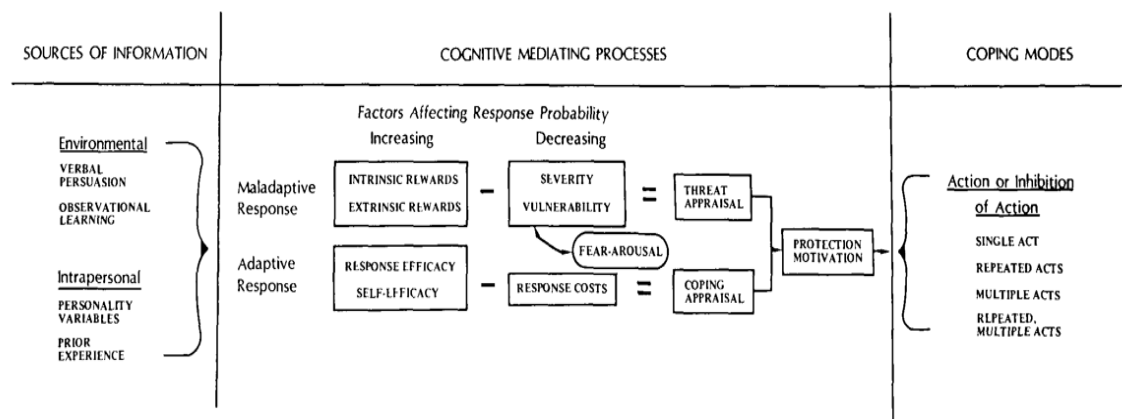 SOURCES OF INFORMATION
COGNITIVE MEDIATING PROCESSES
COPING MODES
Factors Affecting Response Probability
Increasing
Decreasing
Environmental
VERBAL
PERSUASION
OBSERVATIONAL
LEARNING
Intrapersonal
PERSONALITY
VARIABLES
PRIOR
EXPERIENCE
Maladaptive
Response
INTRINSIC REWARDS
EXTRINSIC REWARDS
–
SEVERITY
VULNERABILITY
=
THREAT
APPRAISAL
FEAR-AROUSAL
Adaptive
Response
RESPONSE EFFICACY
SELF-EFFICACY
–
RESPONSE COSTS
=
COPING
APPRAISAL
PROTECTION
MOTIVATION
Action or Inhibition
of Action
SINGLE ACT
REPEATED ACTS
MULTIPLE ACTS
REPEATED,
MULTIPLE ACTS